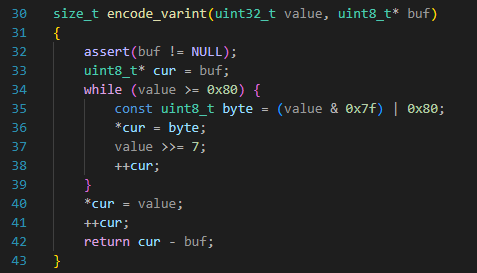 30 size_t encode_varint(uint32_t value, uint8_t* buf)
31 {
32     assert(buf != NULL);
33     uint8_t* cur = buf;
34     while (value >= 0x80) {
35         const uint8_t byte = (value & 0x7f) | 0x80;
36         *cur = byte;
37         value >>= 7;
38         ++cur;
39     }
40     *cur = value;
41     ++cur;
42     return cur - buf;
43 }